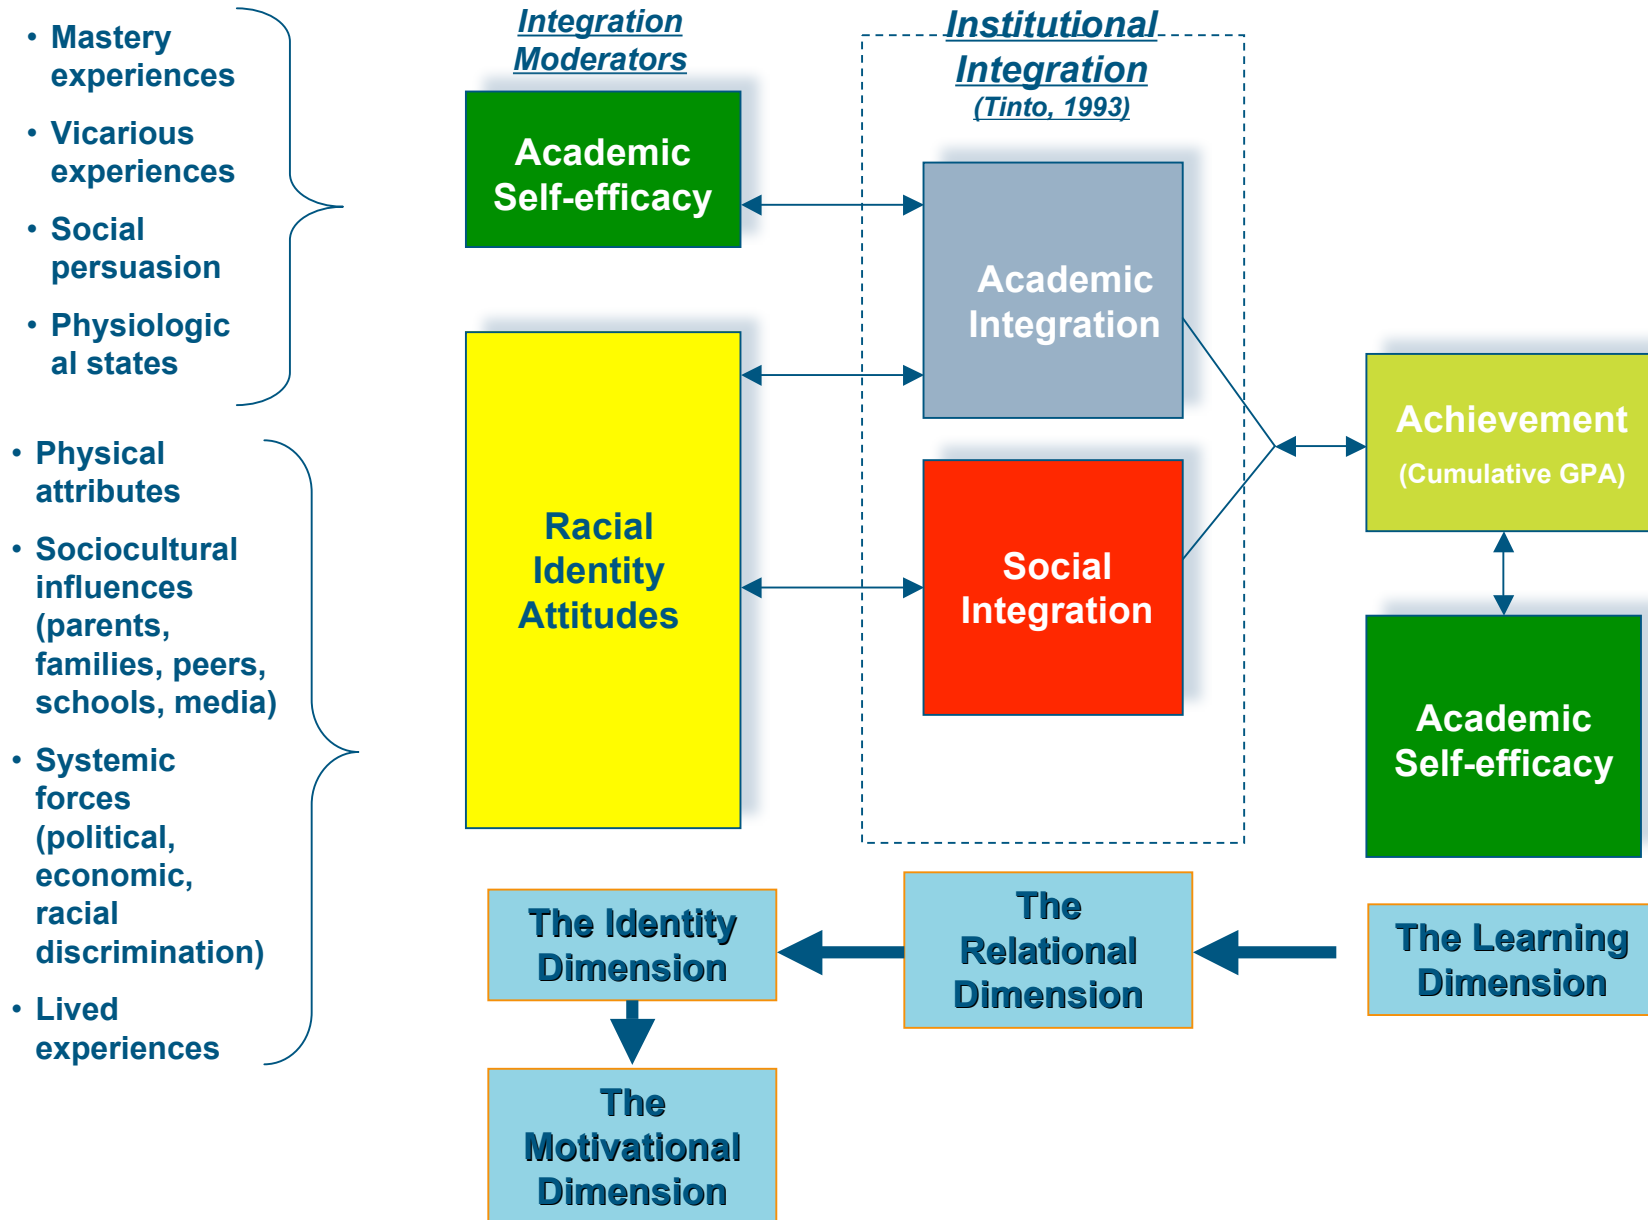 • Mastery
experiences
• Vicarious
experiences
• Social
persuasion
• Physiologic
al states
• Physical
attributes
• Sociocultural
influences
(parents,
families, peers,
schools, media)
• Systemic
forces
(political,
economic,
racial
discrimination)
• Lived
experiences
Integration
Moderators
Academic
Self-efficacy
Racial
Identity
Attitudes
Institutional
Integration
(Tinto, 1993)
Academic
Integration
Social
Integration
Achievement
(Cumulative GPA)
Academic
Self-efficacy
The Identity
Dimension
The
Relational
Dimension
The Learning
Dimension
The
Motivational
Dimension